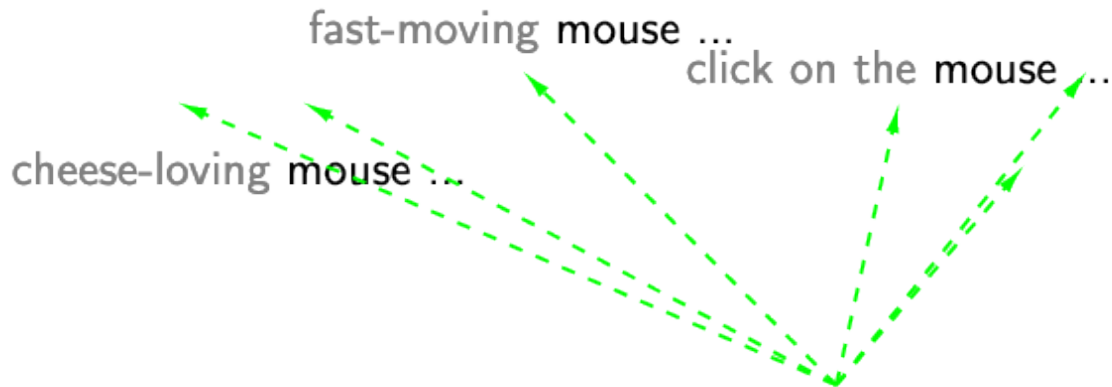 fast-moving mouse ...
click on the mouse ...
cheese-loving mouse ...